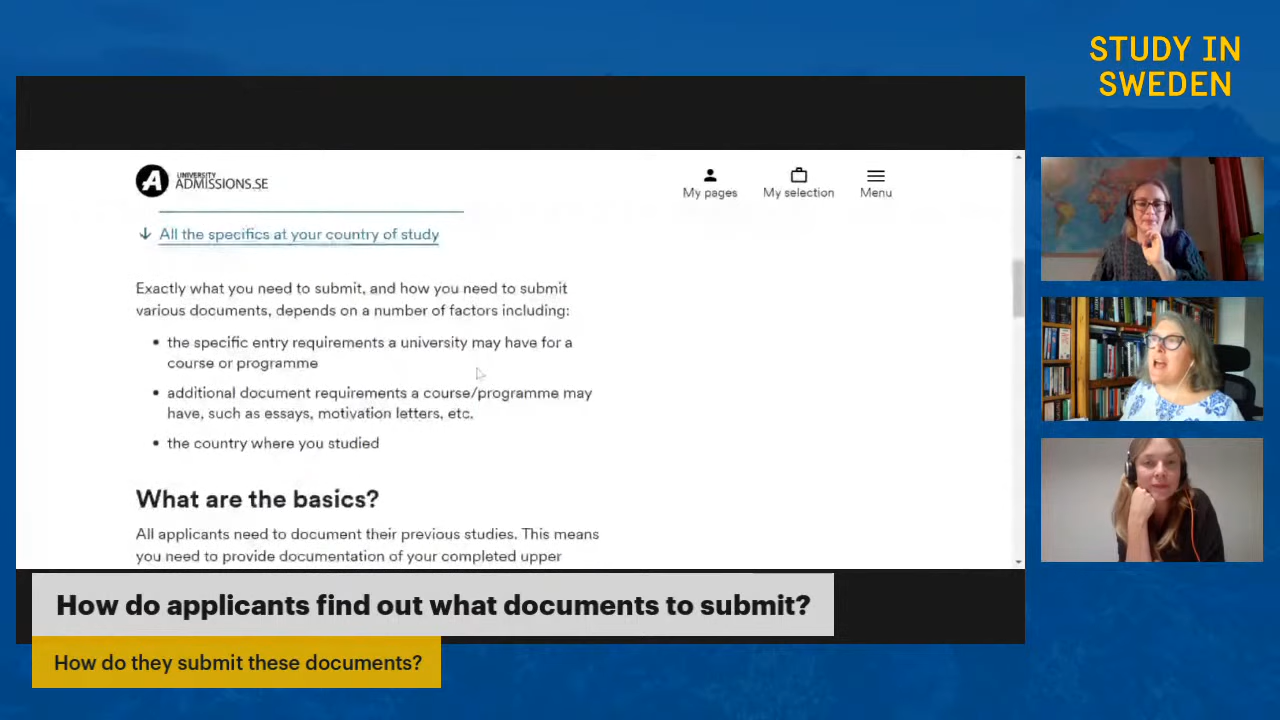 STUDY IN
SWEDEN
UNIVERSITY
ADMISSIONS.SE
My pages
My selection
Menu
All the specifics at your country of study
Exactly what you need to submit, and how you need to submit
various documents, depends on a number of factors including:
• the specific entry requirements a university may have for a
course or programme
• additional document requirements a course/programme may
have, such as essays, motivation letters, etc.
• the country where you studied
What are the basics?
All applicants need to document their previous studies. This means
you need to provide documentation of your completed upper
How do applicants find out what documents to submit?
How do they submit these documents?